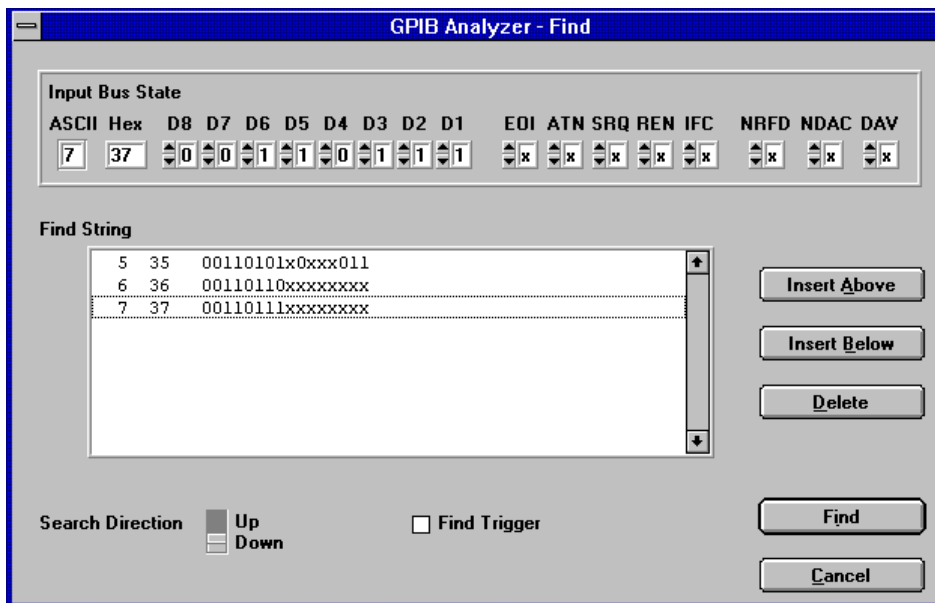 GPIB Analyzer - Find
Input Bus State
ASCII Hex D8 D7 D6 D5 D4 D3 D2 D1 EOI ATN SRQ REN IFC NRFD NDAC DAV
7 37 0 0 1 1 0 1 1 1 x x x x x x x x
Find String
5 35 00110101x0xxx011
6 36 00110110xxxxxxxx
7 37 00110111xxxxxxxx
Insert Above
Insert Below
Delete
Search Direction Up
Down
Find Trigger
Find
Cancel